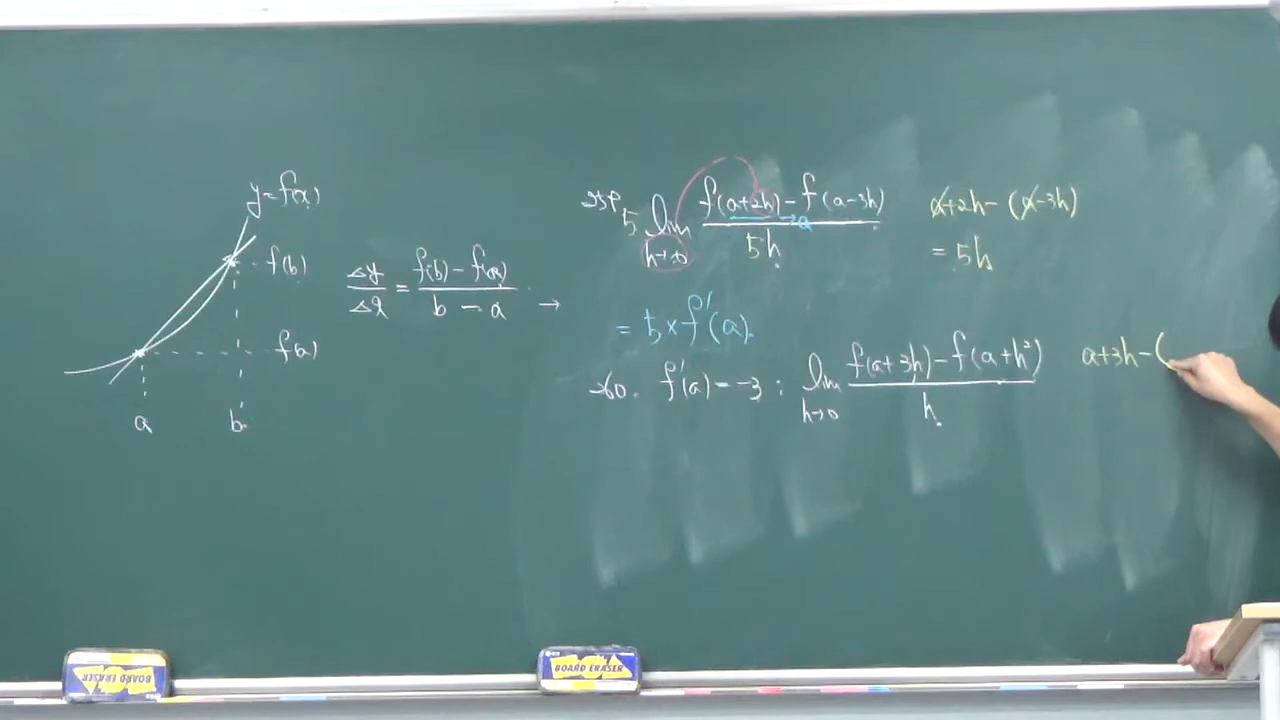 y=f(x)
f(b)
f(a)
a
b
Δy/Δx = f(b)-f(a)/b-a →
5 lim h→0 f(a+2h)-f(a-3h)/5h
→a
a+2h-(a-3h)
=5h
=5×f'(a).
f'(a)=-3 : lim h→0 f(a+3h)-f(a+h²)/h
a+3h-(
BOARD ERASER
BOARD ERASER